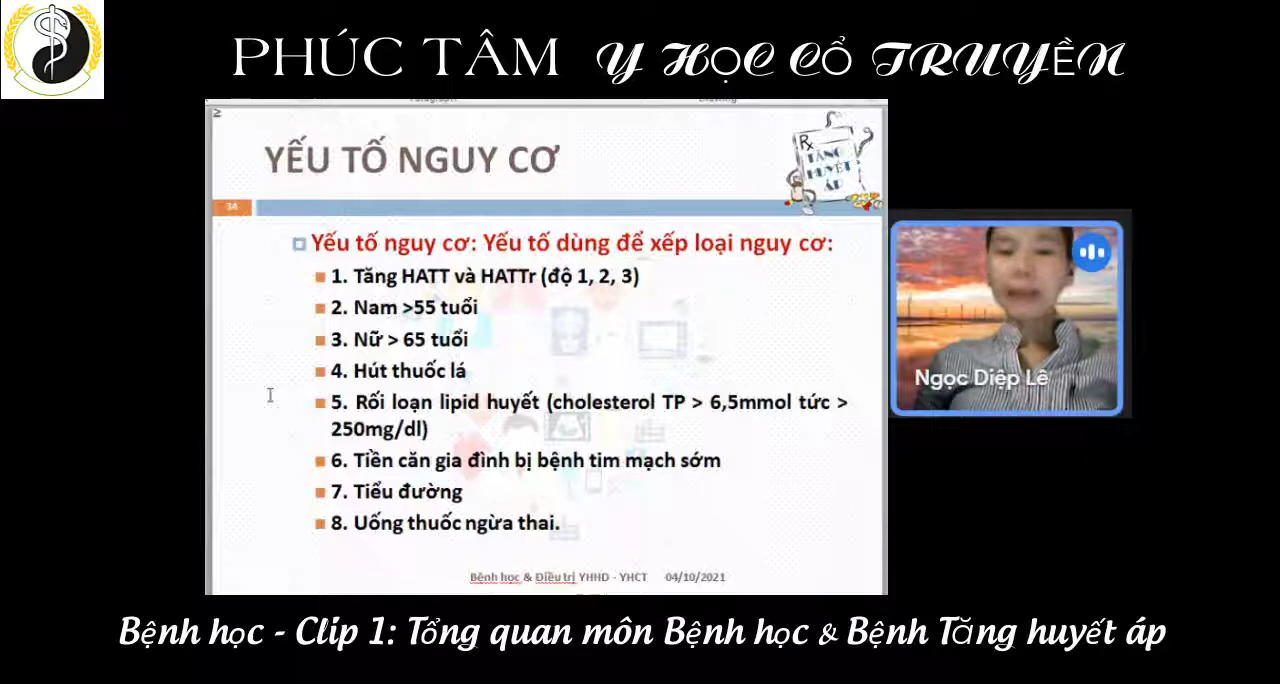 PHÚC TÂM Y HỌC CỔ TRUYỀN
YẾU TỐ NGUY CƠ
Rx
TĂNG
HUYẾT
ÁP
34
Yếu tố nguy cơ: Yếu tố dùng để xếp loại nguy cơ:
1. Tăng HATT và HATTr (độ 1, 2, 3)
2. Nam >55 tuổi
3. Nữ > 65 tuổi
4. Hút thuốc lá
5. Rối loạn lipid huyết (cholesterol TP > 6,5mmol tức >
250mg/dl)
6. Tiền căn gia đình bị bệnh tim mạch sớm
7. Tiểu đường
8. Uống thuốc ngừa thai.
Bệnh học & Điều trị YHHD - YHCT 04/10/2021
Ngọc Diệp Lê
Bệnh học - Clip 1: Tổng quan môn Bệnh học & Bệnh Tăng huyết áp